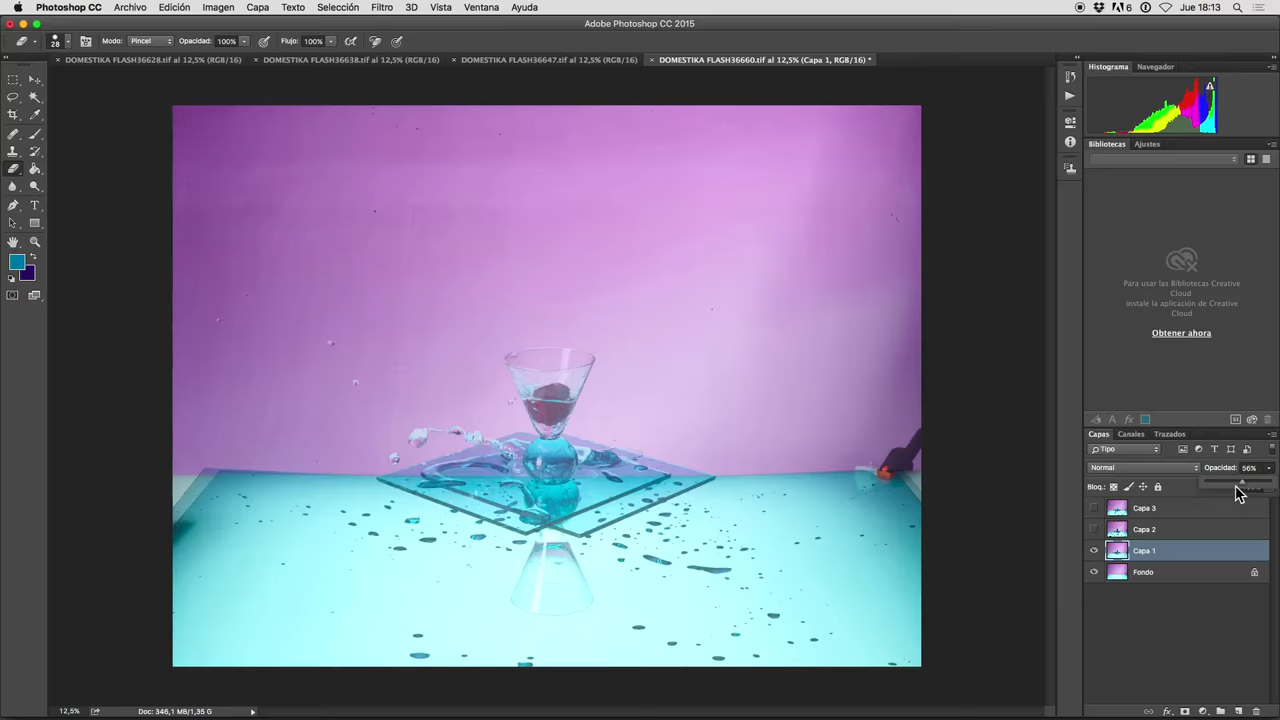 Photoshop CC Archivo Edición Imagen Capa Texto Selección Filtro 3D Vista Ventana Ayuda 6 Jue 18:13
Adobe Photoshop CC 2015
28 Modo: Pincel Opacidad: 100% Flujo: 100%
× DOMESTIKA FLASH36628.tif al 12,5% (RGB/16) × DOMESTIKA FLASH36638.tif al 12,5% (RGB/16) × DOMESTIKA FLASH36647.tif al 12,5% (RGB/16) × DOMESTIKA FLASH36660.tif al 12,5% (Capa 1, RGB/16) *
Histograma Navegador
Bibliotecas Ajustes
Para usar las Bibliotecas Creative
Cloud
instale la aplicación de Creative
Cloud
Obtener ahora
Capas Canales Trazados
Tipo
Normal Opacidad: 56%
Bloq.:
Capa 3
Capa 2
Capa 1
Fondo
12,5% Doc: 346,1 MB/1,35 G